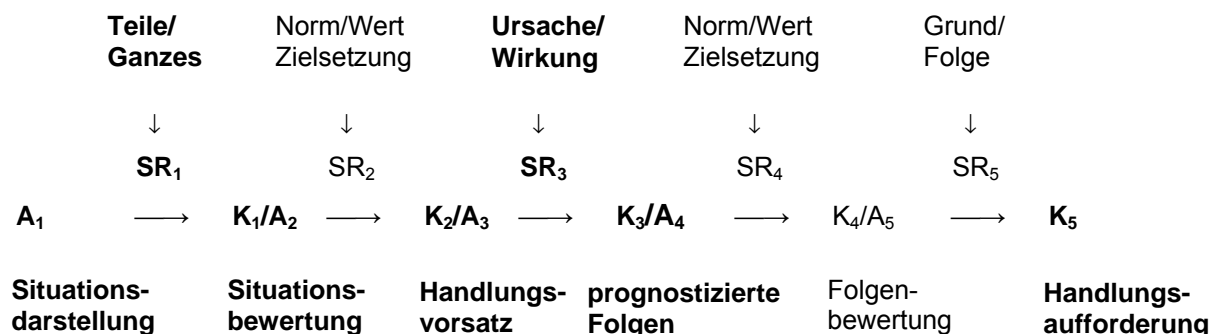 Teile/ Norm/Wert Ursache/ Norm/Wert Grund/
Ganzes Zielsetzung Wirkung Zielsetzung Folge
↓ ↓ ↓ ↓ ↓
SR₁ SR₂ SR₃ SR₄ SR₅
A₁ → K₁/A₂ → K₂/A₃ → K₃/A₄ → K₄/A₅ → K₅
Situations- Situations- Handlungs- prognostizierte Folgen- Handlungs-
darstellung bewertung vorsatz Folgen bewertung aufforderung